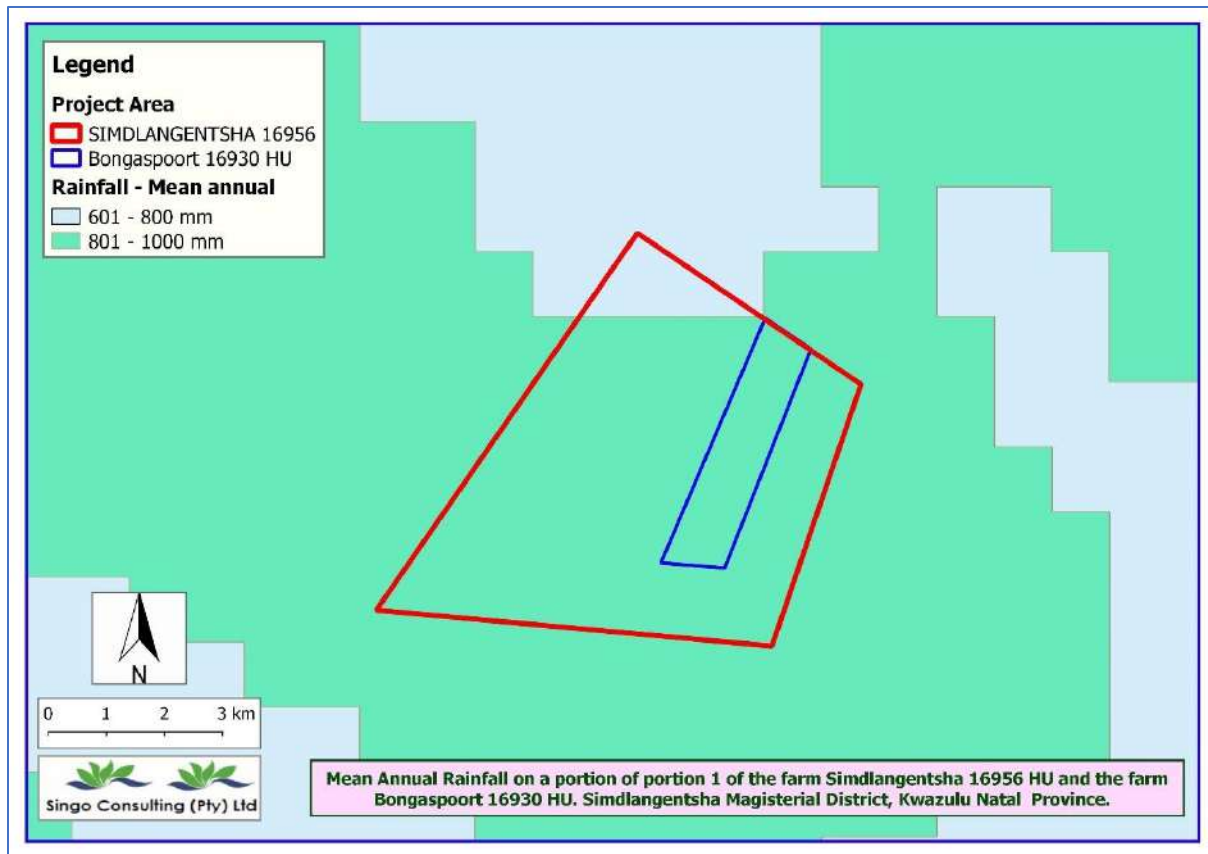 Legend
Project Area
SIMDLANGENTSHA 16956
Bongaspoort 16930 HU
Rainfall - Mean annual
601 - 800 mm
801 - 1000 mm
N
0 1 2 3 km
Singo Consulting (Pty) Ltd
Mean Annual Rainfall on a portion of portion 1 of the farm Simdlangentsha 16956 HU and the farm
Bongaspoort 16930 HU. Simdlangentsha Magisterial District, Kwazulu Natal Province.